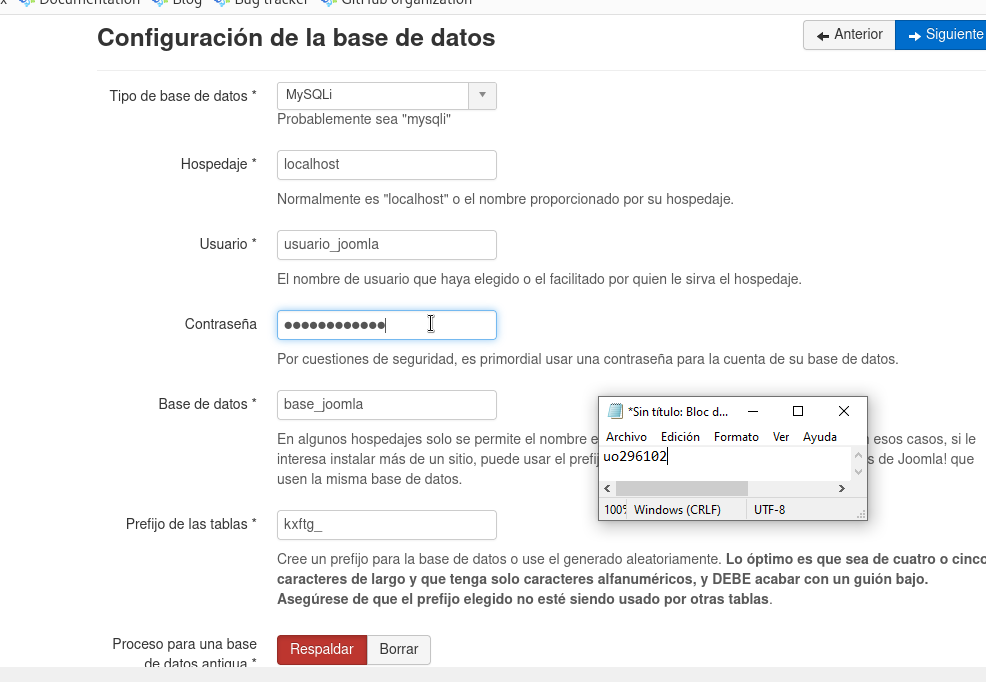 x Documentation Blog Bug tracker GitHub organization
Configuración de la base de datos
Anterior
Siguiente
Tipo de base de datos *
MySQLi
Probablemente sea "mysqli"
Hospedaje *
localhost
Normalmente es "localhost" o el nombre proporcionado por su hospedaje.
Usuario *
usuario_joomla
El nombre de usuario que haya elegido o el facilitado por quien le sirva el hospedaje.
Contraseña
●●●●●●●●●●●●
Por cuestiones de seguridad, es primordial usar una contraseña para la cuenta de su base de datos.
Base de datos *
base_joomla
En algunos hospedajes solo se permite el nombre e
esos casos, si le
interesa instalar más de un sitio, puede usar el prefij
s de Joomla! que
usen la misma base de datos.
*Sin título: Bloc d...
Archivo Edición Formato Ver Ayuda
uo296102
100% Windows (CRLF) UTF-8
Prefijo de las tablas *
kxftg_
Cree un prefijo para la base de datos o use el generado aleatoriamente. Lo óptimo es que sea de cuatro o cinco
caracteres de largo y que tenga solo caracteres alfanuméricos, y DEBE acabar con un guión bajo.
Asegúrese de que el prefijo elegido no esté siendo usado por otras tablas.
Proceso para una base
de datos antigua *
Respaldar
Borrar